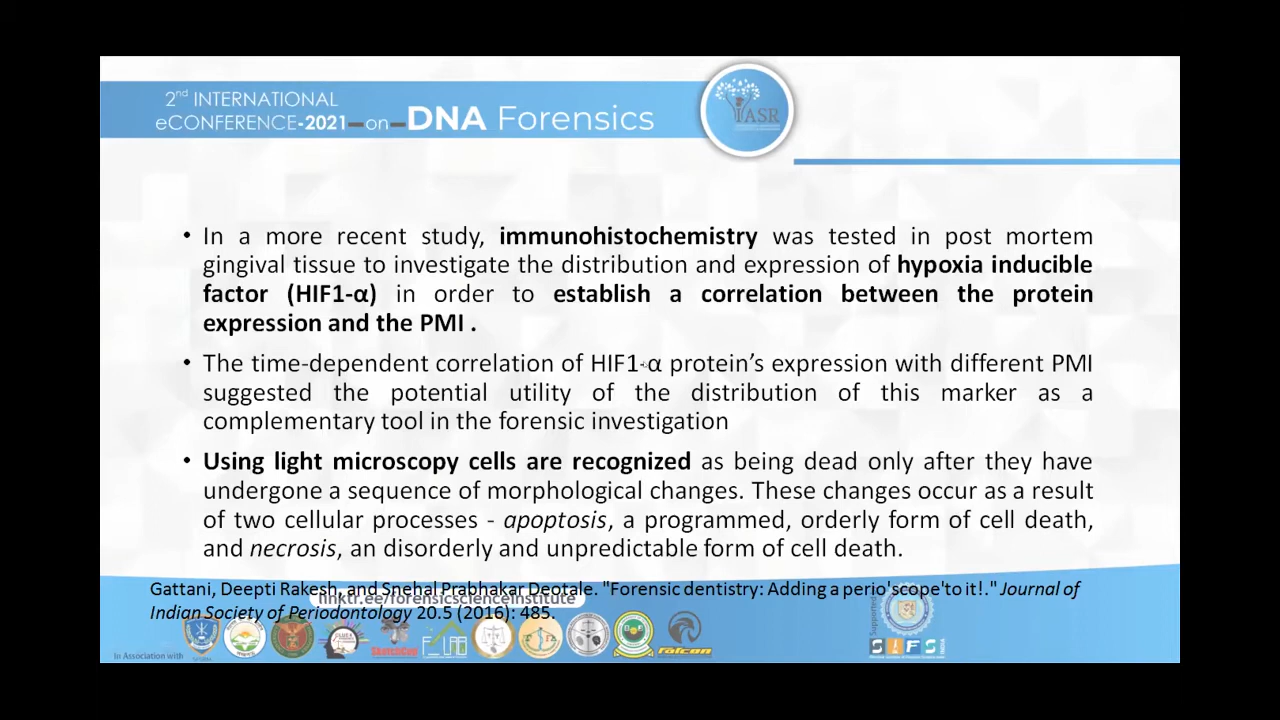 2nd INTERNATIONAL
eCONFERENCE-2021-on-DNA Forensics
IASR
• In a more recent study, immunohistochemistry was tested in post mortem
gingival tissue to investigate the distribution and expression of hypoxia inducible
factor (HIF1-α) in order to establish a correlation between the protein
expression and the PMI .
• The time-dependent correlation of HIF1-α protein’s expression with different PMI
suggested the potential utility of the distribution of this marker as a
complementary tool in the forensic investigation
• Using light microscopy cells are recognized as being dead only after they have
undergone a sequence of morphological changes. These changes occur as a result
of two cellular processes - apoptosis, a programmed, orderly form of cell death,
and necrosis, an disorderly and unpredictable form of cell death.
Gattani, Deepti Rakesh, and Snehal Prabhakar Deotale. "Forensic dentistry: Adding a perio'scope'to it!." Journal of
linktr.ee/forensicscienceinstitute
Indian Society of Periodontology 20.5 (2016): 485.
In Association with
SketchCop
F-LAB
falcon
Supported
SIFS
INDIA